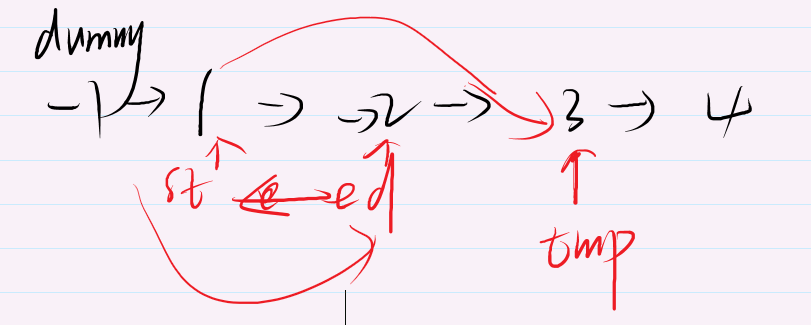 dummy
-1 → 1 → →2 → 3 → 4
st ed
tmp